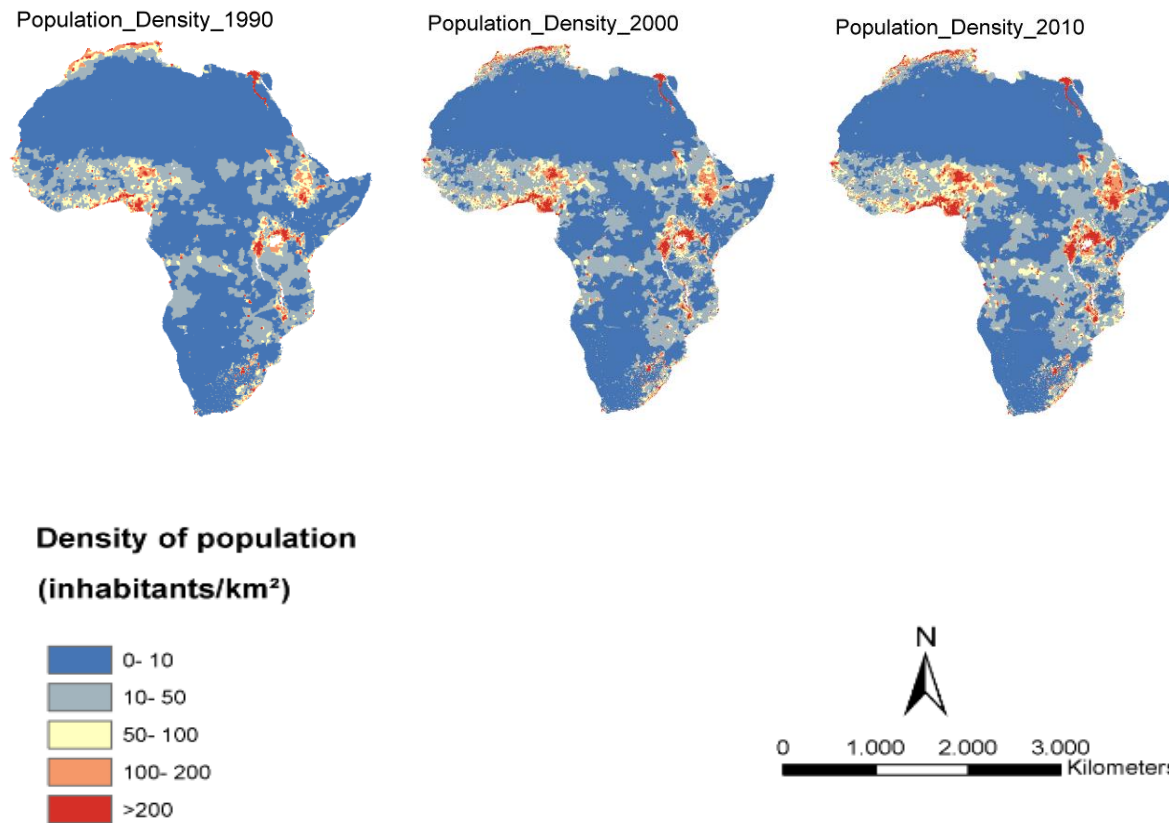 Population_Density_1990
Population_Density_2000
Population_Density_2010
Density of population
(inhabitants/km²)
0- 10
10- 50
50- 100
100- 200
>200
N
0 1.000 2.000 3.000
Kilometers